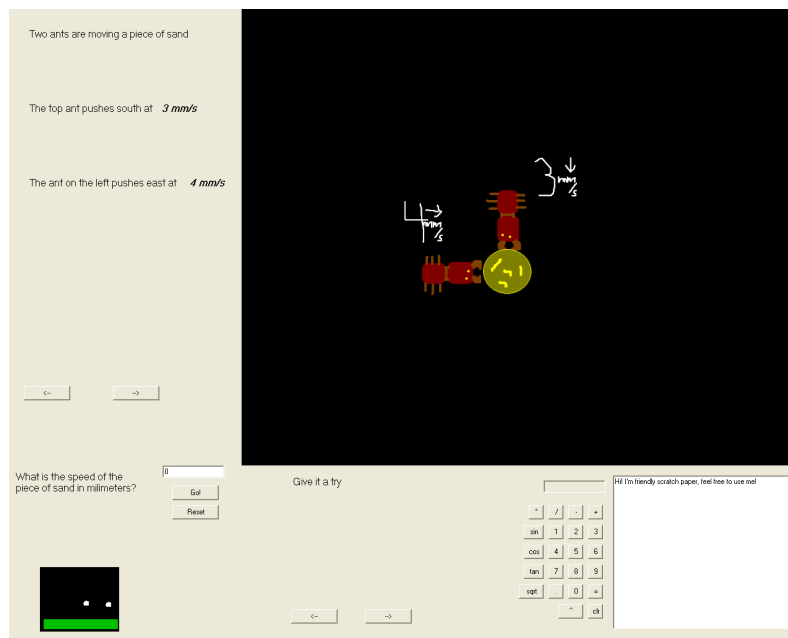 Two ants are moving a piece of sand
The top ant pushes south at 3 mm/s
The ant on the left pushes east at 4 mm/s
3 ↓
mm/s
4 →
mm/s
<-- -->
What is the speed of the
piece of sand in milimeters?
0
Go!
Reset
Give it a try
<-- -->
* / - +
sin 1 2 3
cos 4 5 6
tan 7 8 9
sqrt . 0 =
^ clr
Hi! I'm friendly scratch paper, feel free to use me!